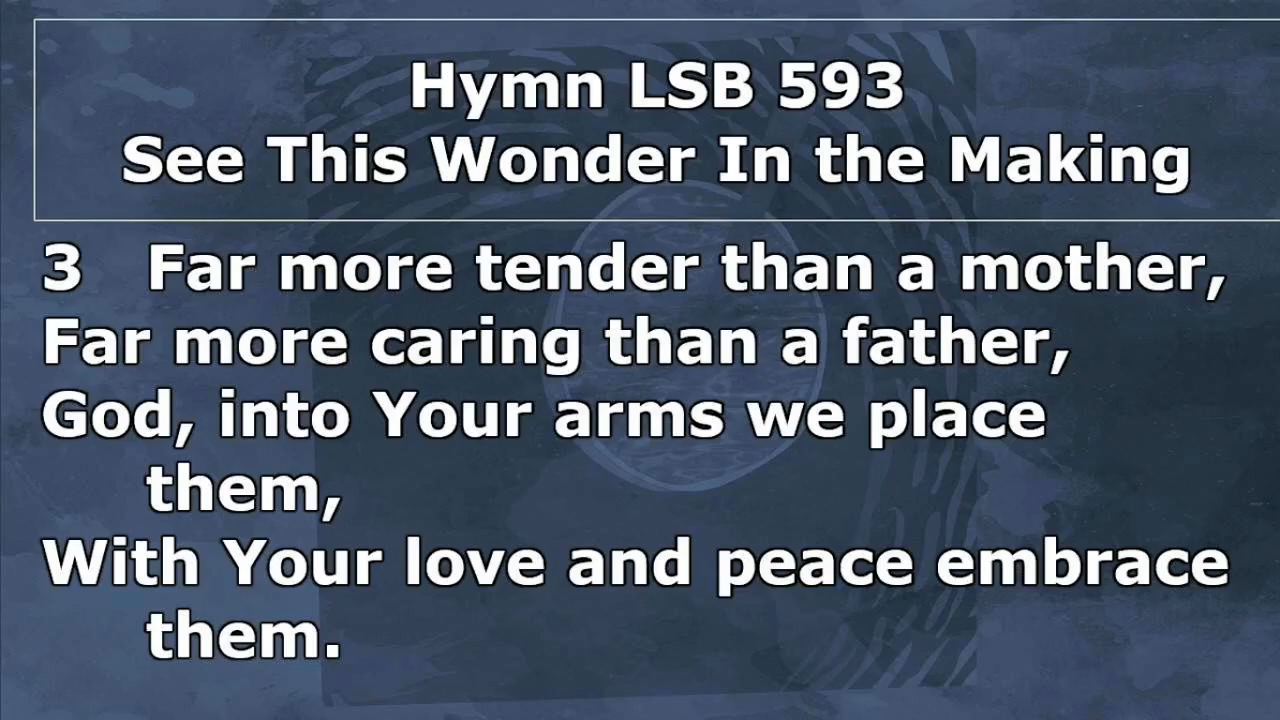 Hymn LSB 593
See This Wonder In the Making
3 Far more tender than a mother,
Far more caring than a father,
God, into Your arms we place
them,
With Your love and peace embrace
them.